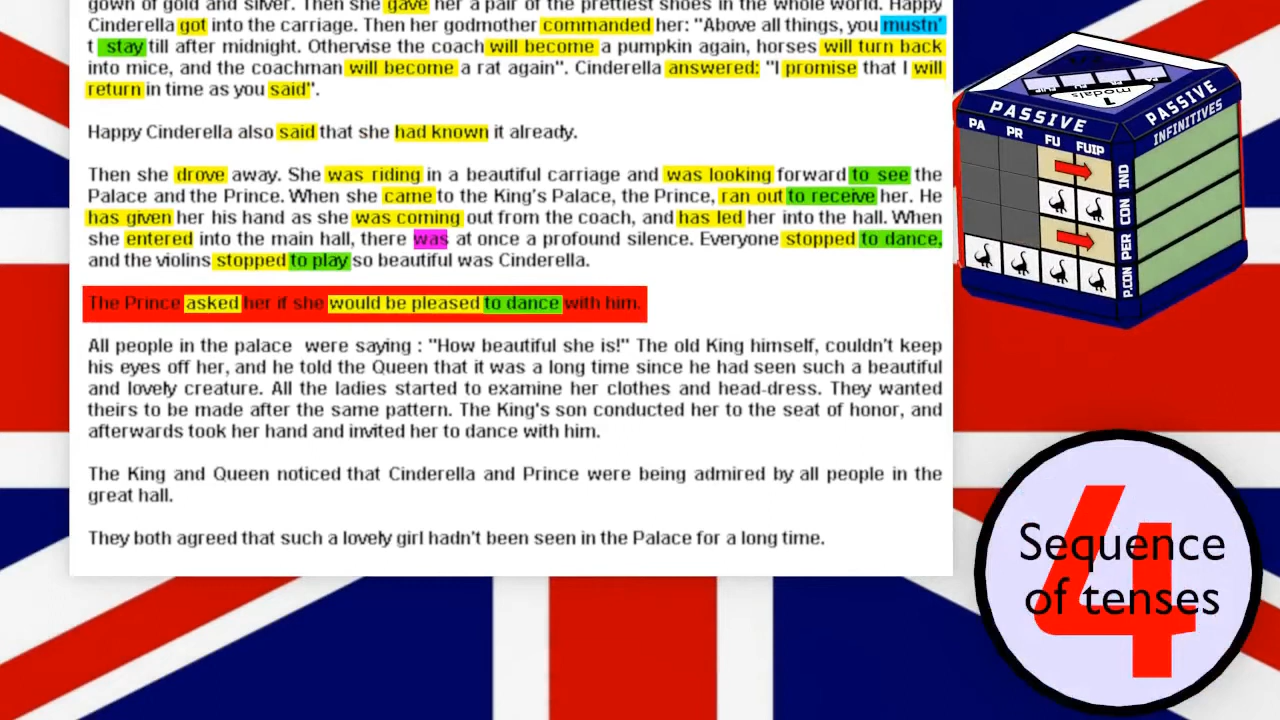 gown of gold and silver. Then she gave her a pair of the prettiest shoes in the whole world. Happy
Cinderella got into the carriage. Then her godmother commanded her: "Above all things, you mustn'
t stay till after midnight. Othervise the coach will become a pumpkin again, horses will turn back
into mice, and the coachman will become a rat again". Cinderella answered: "I promise that I will
return in time as you said".
Happy Cinderella also said that she had known it already.
Then she drove away. She was riding in a beautiful carriage and was looking forward to see the
Palace and the Prince. When she came to the King's Palace, the Prince, ran out to receive her. He
has given her his hand as she was coming out from the coach, and has led her into the hall. When
she entered into the main hall, there was at once a profound silence. Everyone stopped to dance,
and the violins stopped to play so beautiful was Cinderella.
The Prince asked her if she would be pleased to dance with him.
All people in the palace were saying : "How beautiful she is!" The old King himself, couldn't keep
his eyes off her, and he told the Queen that it was a long time since he had seen such a beautiful
and lovely creature. All the ladies started to examine her clothes and head-dress. They wanted
theirs to be made after the same pattern. The King's son conducted her to the seat of honor, and
afterwards took her hand and invited her to dance with him.
The King and Queen noticed that Cinderella and Prince were being admired by all people in the
great hall.
They both agreed that such a lovely girl hadn't been seen in the Palace for a long time.
modals
PASSIVE
PASSIVE
INFINITIVES
PA PR FU FUIP
IND
CON
PER
P.CON
4
Sequence
of tenses